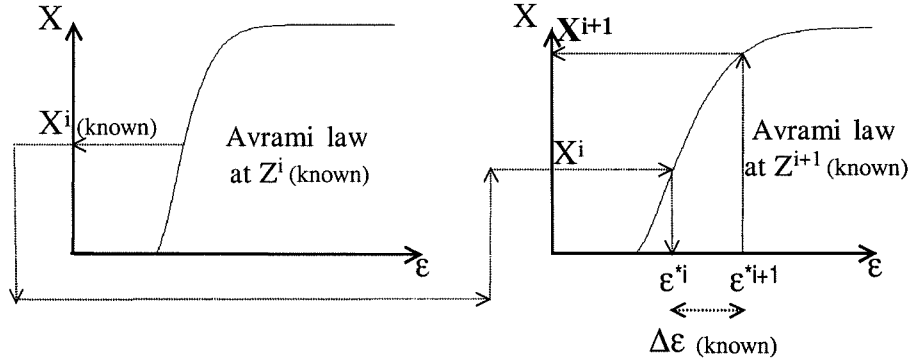 X
X^i (known)
Avrami law
at Z^i (known)
ε
X
X^{i+1}
X^i
Avrami law
at Z^{i+1} (known)
ε^{*i}
ε^{*i+1}
ε
Δε (known)